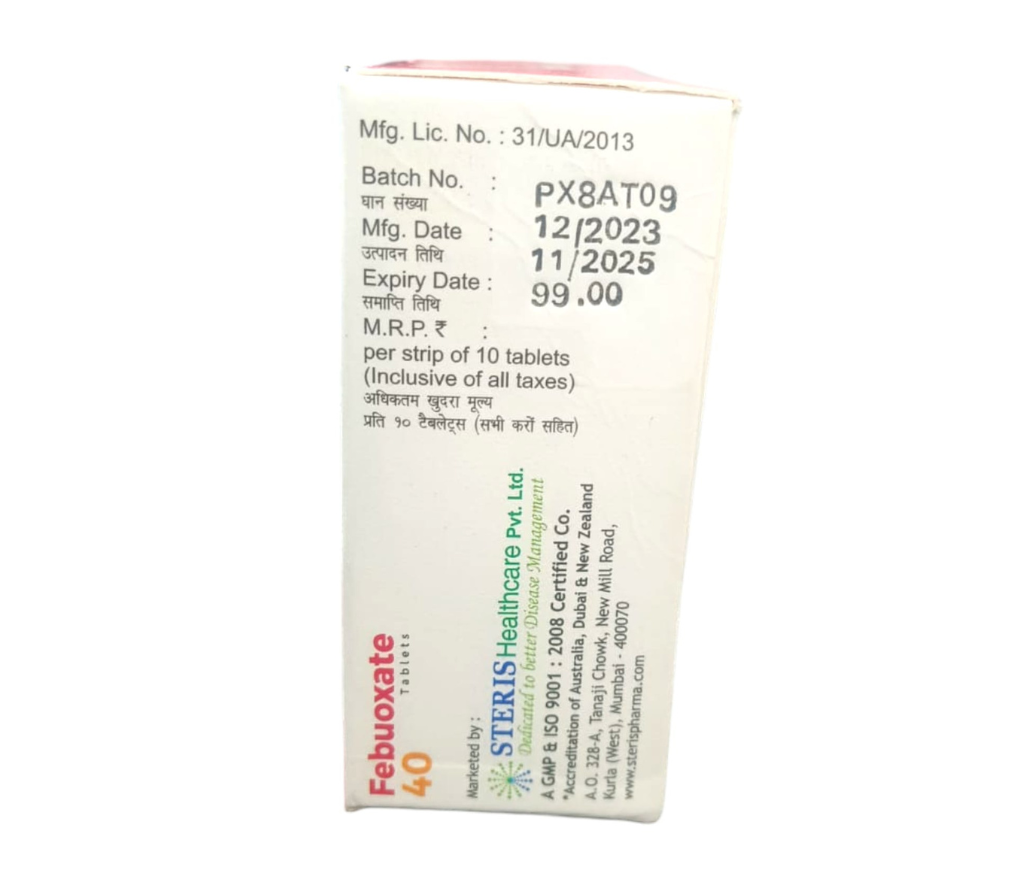 Mfg. Lic. No. : 31/UA/2013
Batch No. : PX8AT09
घान संख्या
Mfg. Date : 12/2023
उत्पादन तिथि
11/2025
Expiry Date :
समाप्ति तिथि
99.00
M.R.P. ₹ :
per strip of 10 tablets
(Inclusive of all taxes)
अधिकतम खुदरा मूल्य
प्रति १० टैबलेट्स (सभी करों सहित)
Febuoxate
Tablets
40
Marketed by :
STERIS Healthcare Pvt. Ltd.
Dedicated to better Disease Management
A GMP & ISO 9001 : 2008 Certified Co.
*Accreditation of Australia, Dubai & New Zealand
A.O. 328-A, Tanaji Chowk, New Mill Road,
Kurla (West), Mumbai - 400070
www.sterispharma.com